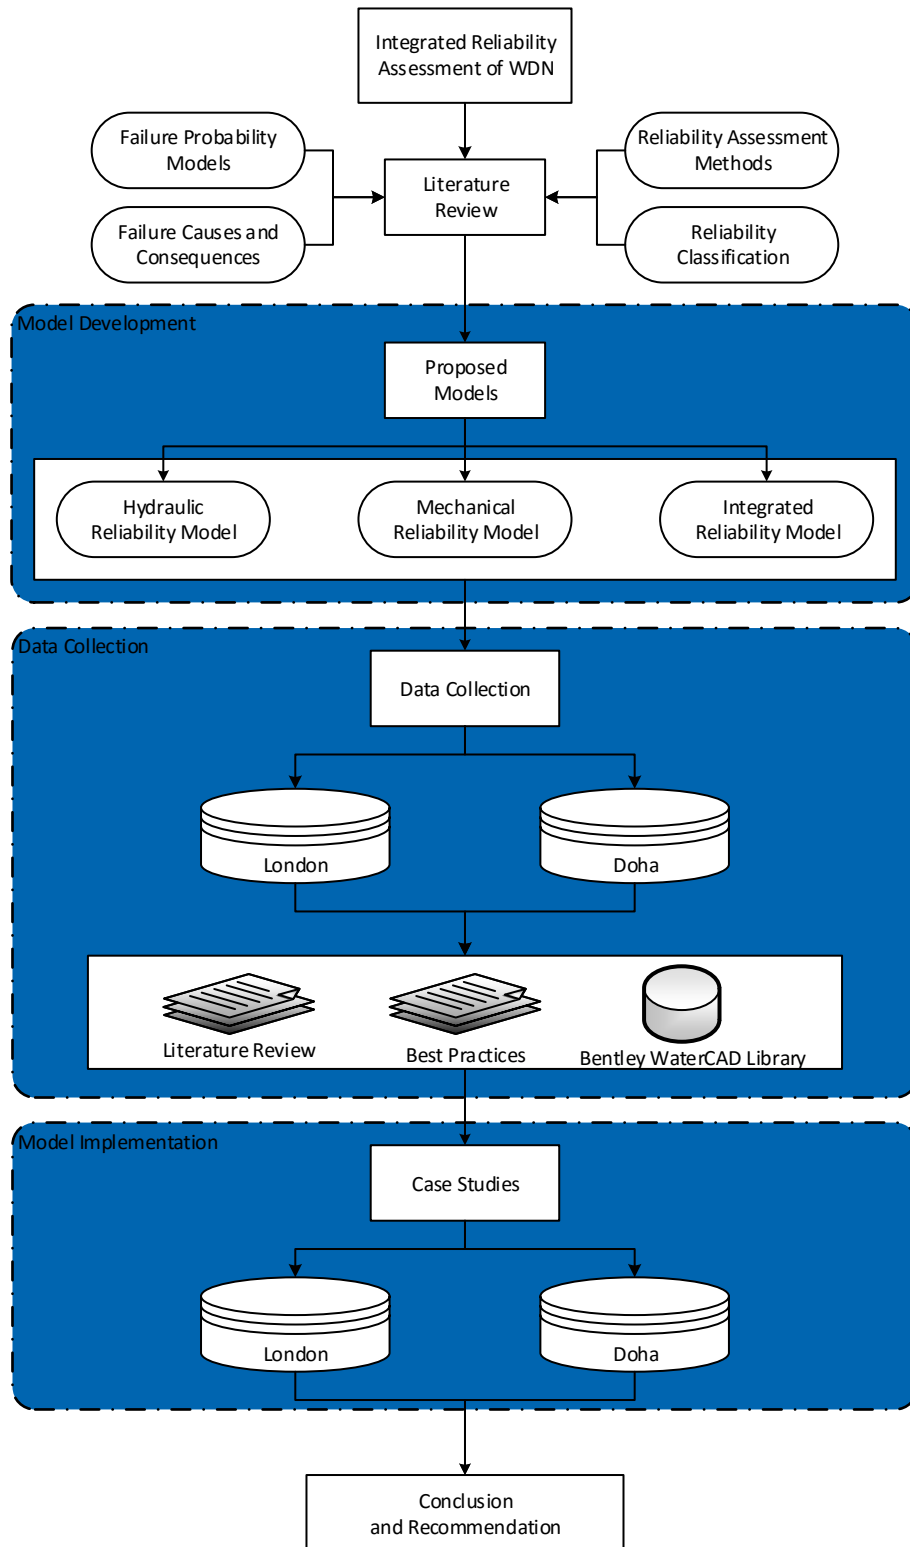 Integrated Reliability
Assessment of WDN
Failure Probability
Models
Reliability Assessment
Methods
Literature
Review
Failure Causes and
Consequences
Reliability
Classification
Model Development
Proposed
Models
Hydraulic
Reliability Model
Mechanical
Reliability Model
Integrated
Reliability Model
Data Collection
Data Collection
London
Doha
Literature Review
Best Practices
Bentley WaterCAD Library
Model Implementation
Case Studies
London
Doha
Conclusion
and Recommendation